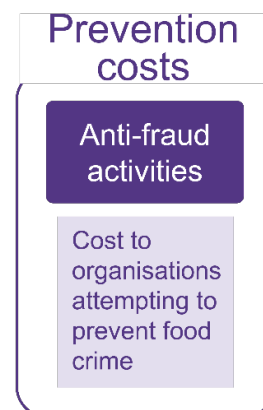 Prevention
costs
Anti-fraud
activities
Cost to
organisations
attempting to
prevent food
crime